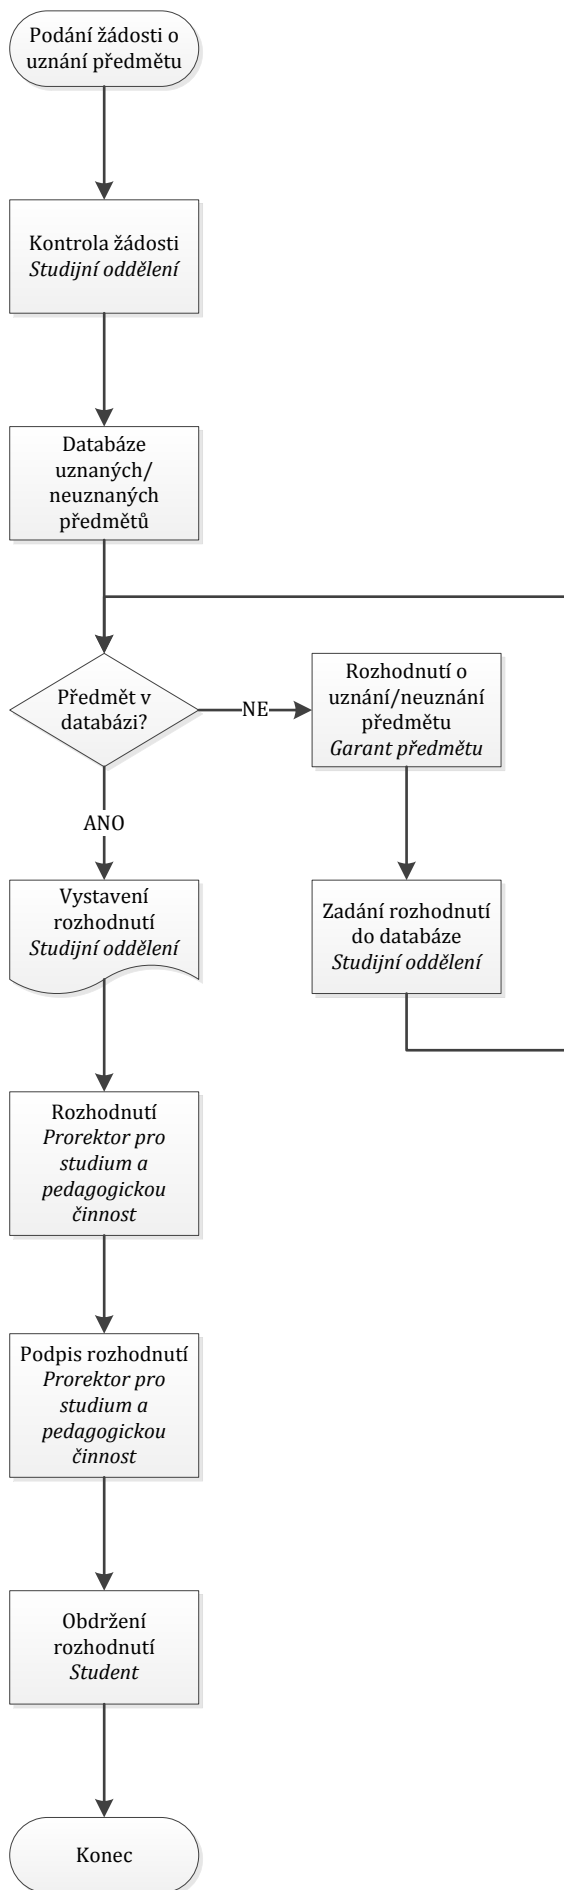 Podání žádosti o
uznání předmětu
Kontrola žádosti
Studijní oddělení
Databáze
uznaných/
neuznaných
předmětů
Předmět v
databázi?
NE
Rozhodnutí o
uznání/neuznání
předmětu
Garant předmětu
ANO
Vystavení
rozhodnutí
Studijní oddělení
Zadání rozhodnutí
do databáze
Studijní oddělení
Rozhodnutí
Prorektor pro
studium a
pedagogickou
činnost
Podpis rozhodnutí
Prorektor pro
studium a
pedagogickou
činnost
Obdržení
rozhodnutí
Student
Konec